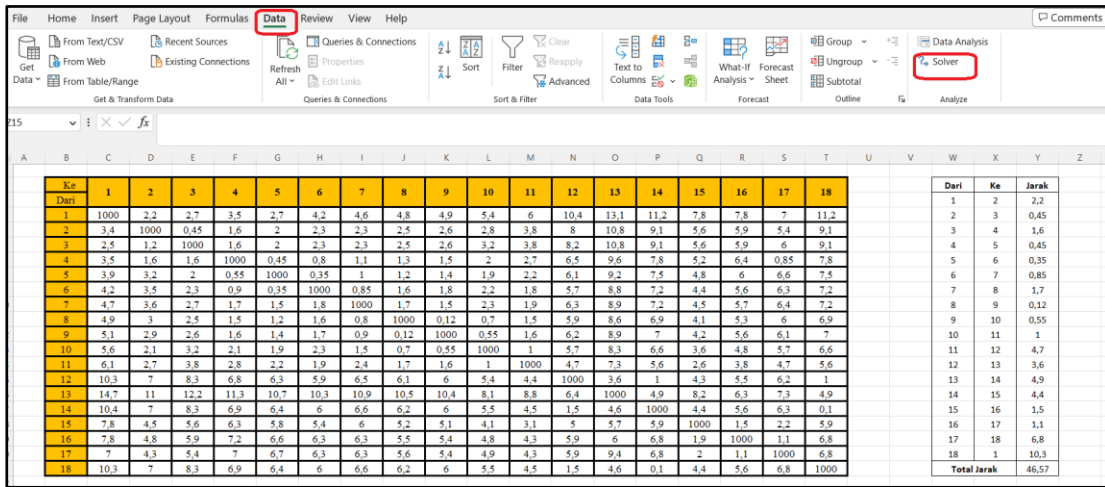 File Home Insert Page Layout Formulas Data Review View Help Comments
From Text/CSV Recent Sources Queries & Connections Clear Group Data Analysis
Get Data From Web Existing Connections Refresh All Properties Sort Filter Reapply Text to Columns What-If Analysis Forecast Sheet Ungroup Solver
From Table/Range Edit Links Advanced Subtotal
Get & Transform Data Queries & Connections Sort & Filter Data Tools Forecast Outline Analyze
Z15 fx
A B C D E F G H I J K L M N O P Q R S T U V W X Y Z
Ke 1 2 3 4 5 6 7 8 9 10 11 12 13 14 15 16 17 18
Dari
1 1000 2,2 2,7 3,5 2,7 4,2 4,6 4,8 4,9 5,4 6 10,4 13,1 11,2 7,8 7,8 7 11,2
2 3,4 1000 0,45 1,6 2 2,3 2,3 2,5 2,6 2,8 3,8 8 10,8 9,1 5,6 5,9 5,4 9,1
3 2,5 1,2 1000 1,6 2 2,3 2,3 2,5 2,6 3,2 3,8 8,2 10,8 9,1 5,6 5,9 6 9,1
4 3,5 1,6 1,6 1000 0,45 0,8 1,1 1,3 1,5 2 2,7 6,5 9,6 7,8 5,2 6,4 0,85 7,8
5 3,9 3,2 2 0,55 1000 0,35 1 1,2 1,4 1,9 2,2 6,1 9,2 7,5 4,8 6 6,6 7,5
6 4,2 3,5 2,3 0,9 0,35 1000 0,85 1,6 1,8 2,2 1,8 5,7 8,8 7,2 4,4 5,6 6,3 7,2
7 4,7 3,6 2,7 1,7 1,5 1,8 1000 1,7 1,5 2,3 1,9 6,3 8,9 7,2 4,5 5,7 6,4 7,2
8 4,9 3 2,5 1,5 1,2 1,6 0,8 1000 0,12 0,7 1,5 5,9 8,6 6,9 4,1 5,3 6 6,9
9 5,1 2,9 2,6 1,6 1,4 1,7 0,9 0,12 1000 0,55 1,6 6,2 8,9 7 4,2 5,6 6,1 7
10 5,6 2,1 3,2 2,1 1,9 2,3 1,5 0,7 0,55 1000 1 5,7 8,3 6,6 3,6 4,8 5,7 6,6
11 6,1 2,7 3,8 2,8 2,2 1,9 2,4 1,7 1,6 1 1000 4,7 7,3 5,6 2,6 3,8 4,7 5,6
12 10,3 7 8,3 6,8 6,3 5,9 6,5 6,1 6 5,4 4,4 1000 3,6 1 4,3 5,5 6,2 1
13 14,7 11 12,2 11,3 10,7 10,3 10,9 10,5 10,4 8,1 8,8 6,4 1000 4,9 8,2 6,3 7,3 4,9
14 10,4 7 8,3 6,9 6,4 6 6,6 6,2 6 5,5 4,5 1,5 4,6 1000 4,4 5,6 6,3 0,1
15 7,8 4,5 5,6 6,3 5,8 5,4 6 5,2 5,1 4,1 3,1 5 5,7 5,9 1000 1,5 2,2 5,9
16 7,8 4,8 5,9 7,2 6,6 6,3 6,3 5,5 5,4 4,8 4,3 5,9 6 6,8 1,9 1000 1,1 6,8
17 7 4,3 5,4 7 6,7 6,3 6,3 5,6 5,4 4,9 4,3 5,9 9,4 6,8 2 1,1 1000 6,8
18 10,3 7 8,3 6,9 6,4 6 6,6 6,2 6 5,5 4,5 1,5 4,6 0,1 4,4 5,6 6,8 1000
Dari Ke Jarak
1 2 2,2
2 3 0,45
3 4 1,6
4 5 0,45
5 6 0,35
6 7 0,85
7 8 1,7
8 9 0,12
9 10 0,55
10 11 1
11 12 4,7
12 13 3,6
13 14 4,9
14 15 4,4
15 16 1,5
16 17 1,1
17 18 6,8
18 1 10,3
Total Jarak 46,57